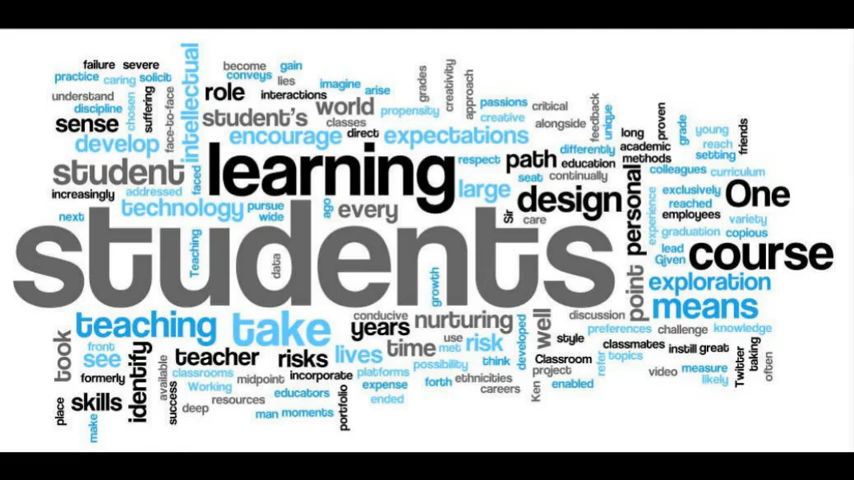 failure severe
practice caring solicit
understand
discipline
chosen
suffering
face-to-face
intellectual
become gain
conveys
lies
imagine arise
role interactions
sense
develop
student's world
classes
propensity
grades
creativity
approach
passions critical
creative alongside
feedback
unique
encourage direct expectations
long
academic
methods
proven
grade
young
reach
setting
friends
student
increasingly
addressed
faced
learning
respect path education
differently
seat continually
large design
colleagues
curriculum
personal
experience
exclusively
reached
employees
One
variety
next technology pursue
wide
ago
every
Sir
care
graduation copious
students
Teaching
data
growth
lead
Given
course
point
exploration
means
teaching take
conducive
years
nurturing
developed
well
discussion
preferences challenge knowledge
took
front
see
identify
available
teacher risks lives time
use
met
risk
style
classmates instill great
Twitter
taking
often
formerly
classrooms
Working
midpoint incorporate platforms
possibility think
Classroom
project
refer
topics
video measure
likely
place
skills
make
success
deep
resources
educators
man moments
portfolio
expense
ended
forth ethnicities
careers
Ken
enabled